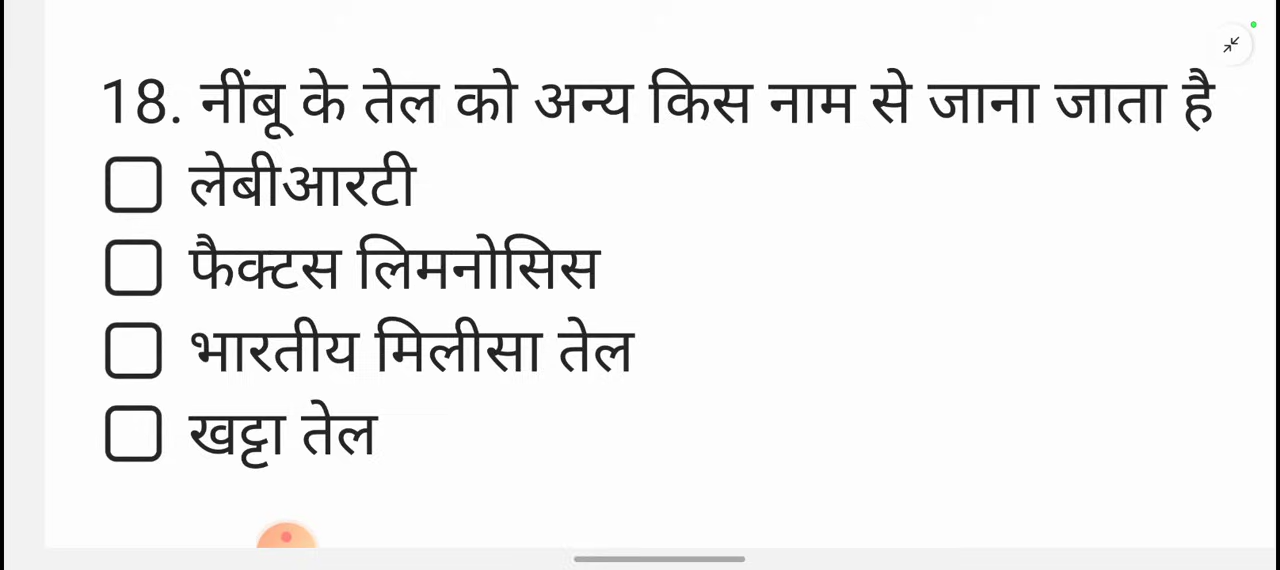 18. नींबू के तेल को अन्य किस नाम से जाना जाता है
लेबीआरटी
फैक्टस लिमनोसिस
भारतीय मिलीसा तेल
खट्टा तेल